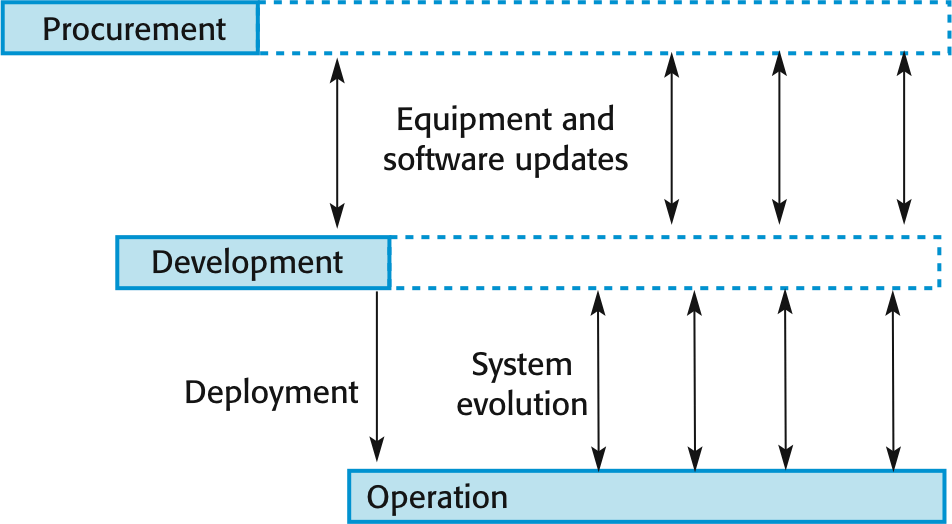 Procurement
Equipment and
software updates
Development
Deployment
System
evolution
Operation